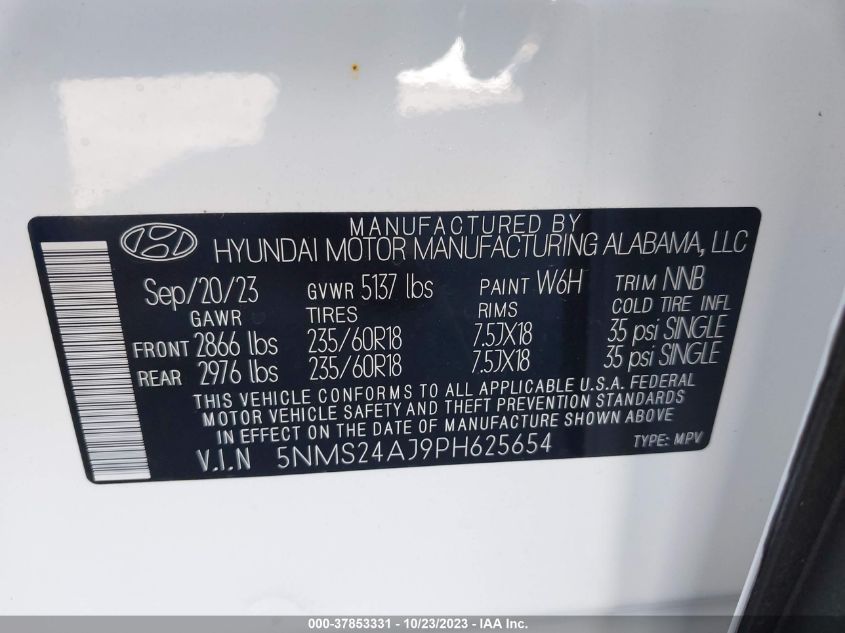 MANUFACTURED BY
HYUNDAI MOTOR MANUFACTURING ALABAMA, LLC
Sep/20/23 GVWR 5137 lbs PAINT W6H TRIM NNB
GAWR TIRES RIMS COLD TIRE INFL
FRONT 2866 lbs 235/60R18 7.5JX18 35 psi SINGLE
REAR 2976 lbs 235/60R18 7.5JX18 35 psi SINGLE
THIS VEHICLE CONFORMS TO ALL APPLICABLE U.S.A. FEDERAL
MOTOR VEHICLE SAFETY AND THEFT PREVENTION STANDARDS
IN EFFECT ON THE DATE OF MANUFACTURE SHOWN ABOVE
V.I.N 5NMS24AJ9PH625654 TYPE: MPV
000-37853331 - 10/23/2023 - Copyright © 2023 IAA, Inc.